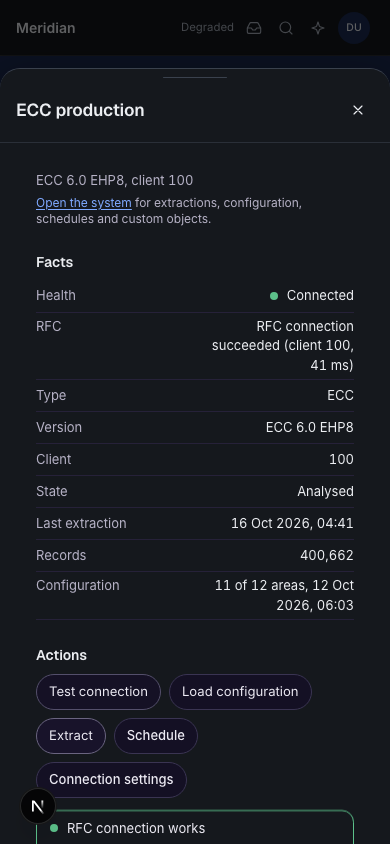 Meridian
Degraded
DU
ECC production
ECC 6.0 EHP8, client 100
Open the system for extractions, configuration,
schedules and custom objects.
Facts
Health
Connected
RFC
RFC connection
succeeded (client 100,
41 ms)
Type
ECC
Version
ECC 6.0 EHP8
Client
100
State
Analysed
Last extraction
16 Oct 2026, 04:41
Records
400,662
Configuration
11 of 12 areas, 12 Oct
2026, 06:03
Actions
Test connection
Load configuration
Extract
Schedule
Connection settings
N
RFC connection works